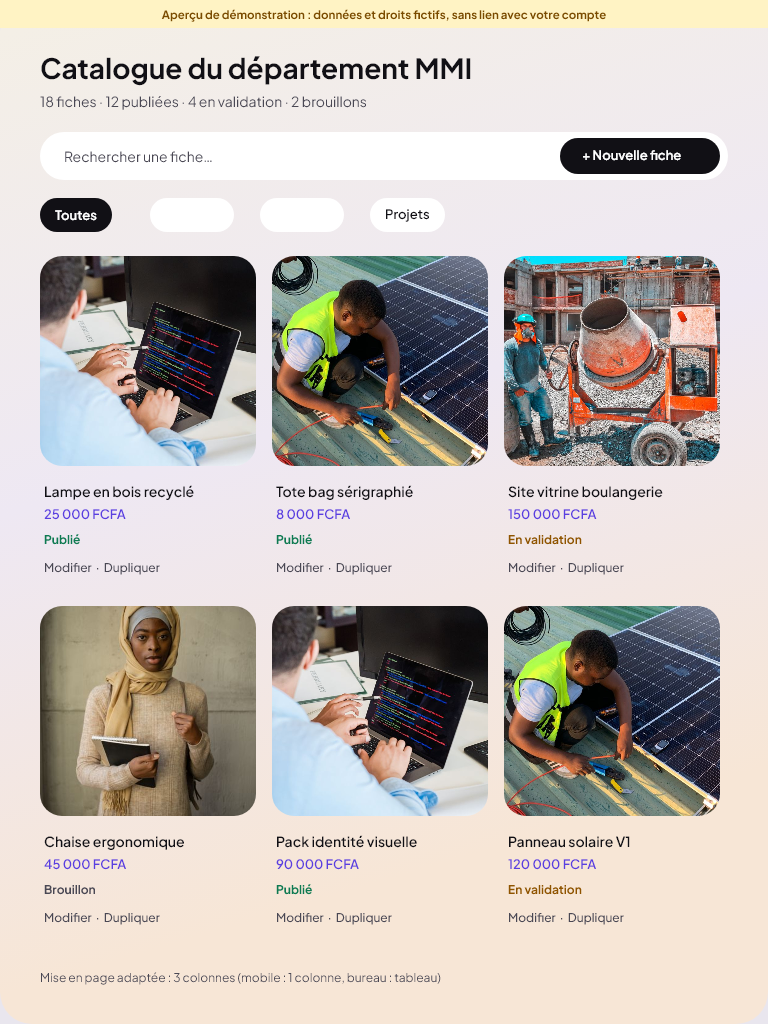 Aperçu de démonstration : données et droits fictifs, sans lien avec votre compte
Catalogue du département MMI
18 fiches · 12 publiées · 4 en validation · 2 brouillons
Rechercher une fiche…
+ Nouvelle fiche
Toutes
Projets
Lampe en bois recyclé
25 000 FCFA
Publié
Modifier · Dupliquer
Tote bag sérigraphié
8 000 FCFA
Publié
Modifier · Dupliquer
Site vitrine boulangerie
150 000 FCFA
En validation
Modifier · Dupliquer
Chaise ergonomique
45 000 FCFA
Brouillon
Modifier · Dupliquer
Pack identité visuelle
90 000 FCFA
Publié
Modifier · Dupliquer
Panneau solaire V1
120 000 FCFA
En validation
Modifier · Dupliquer
Mise en page adaptée : 3 colonnes (mobile : 1 colonne, bureau : tableau)